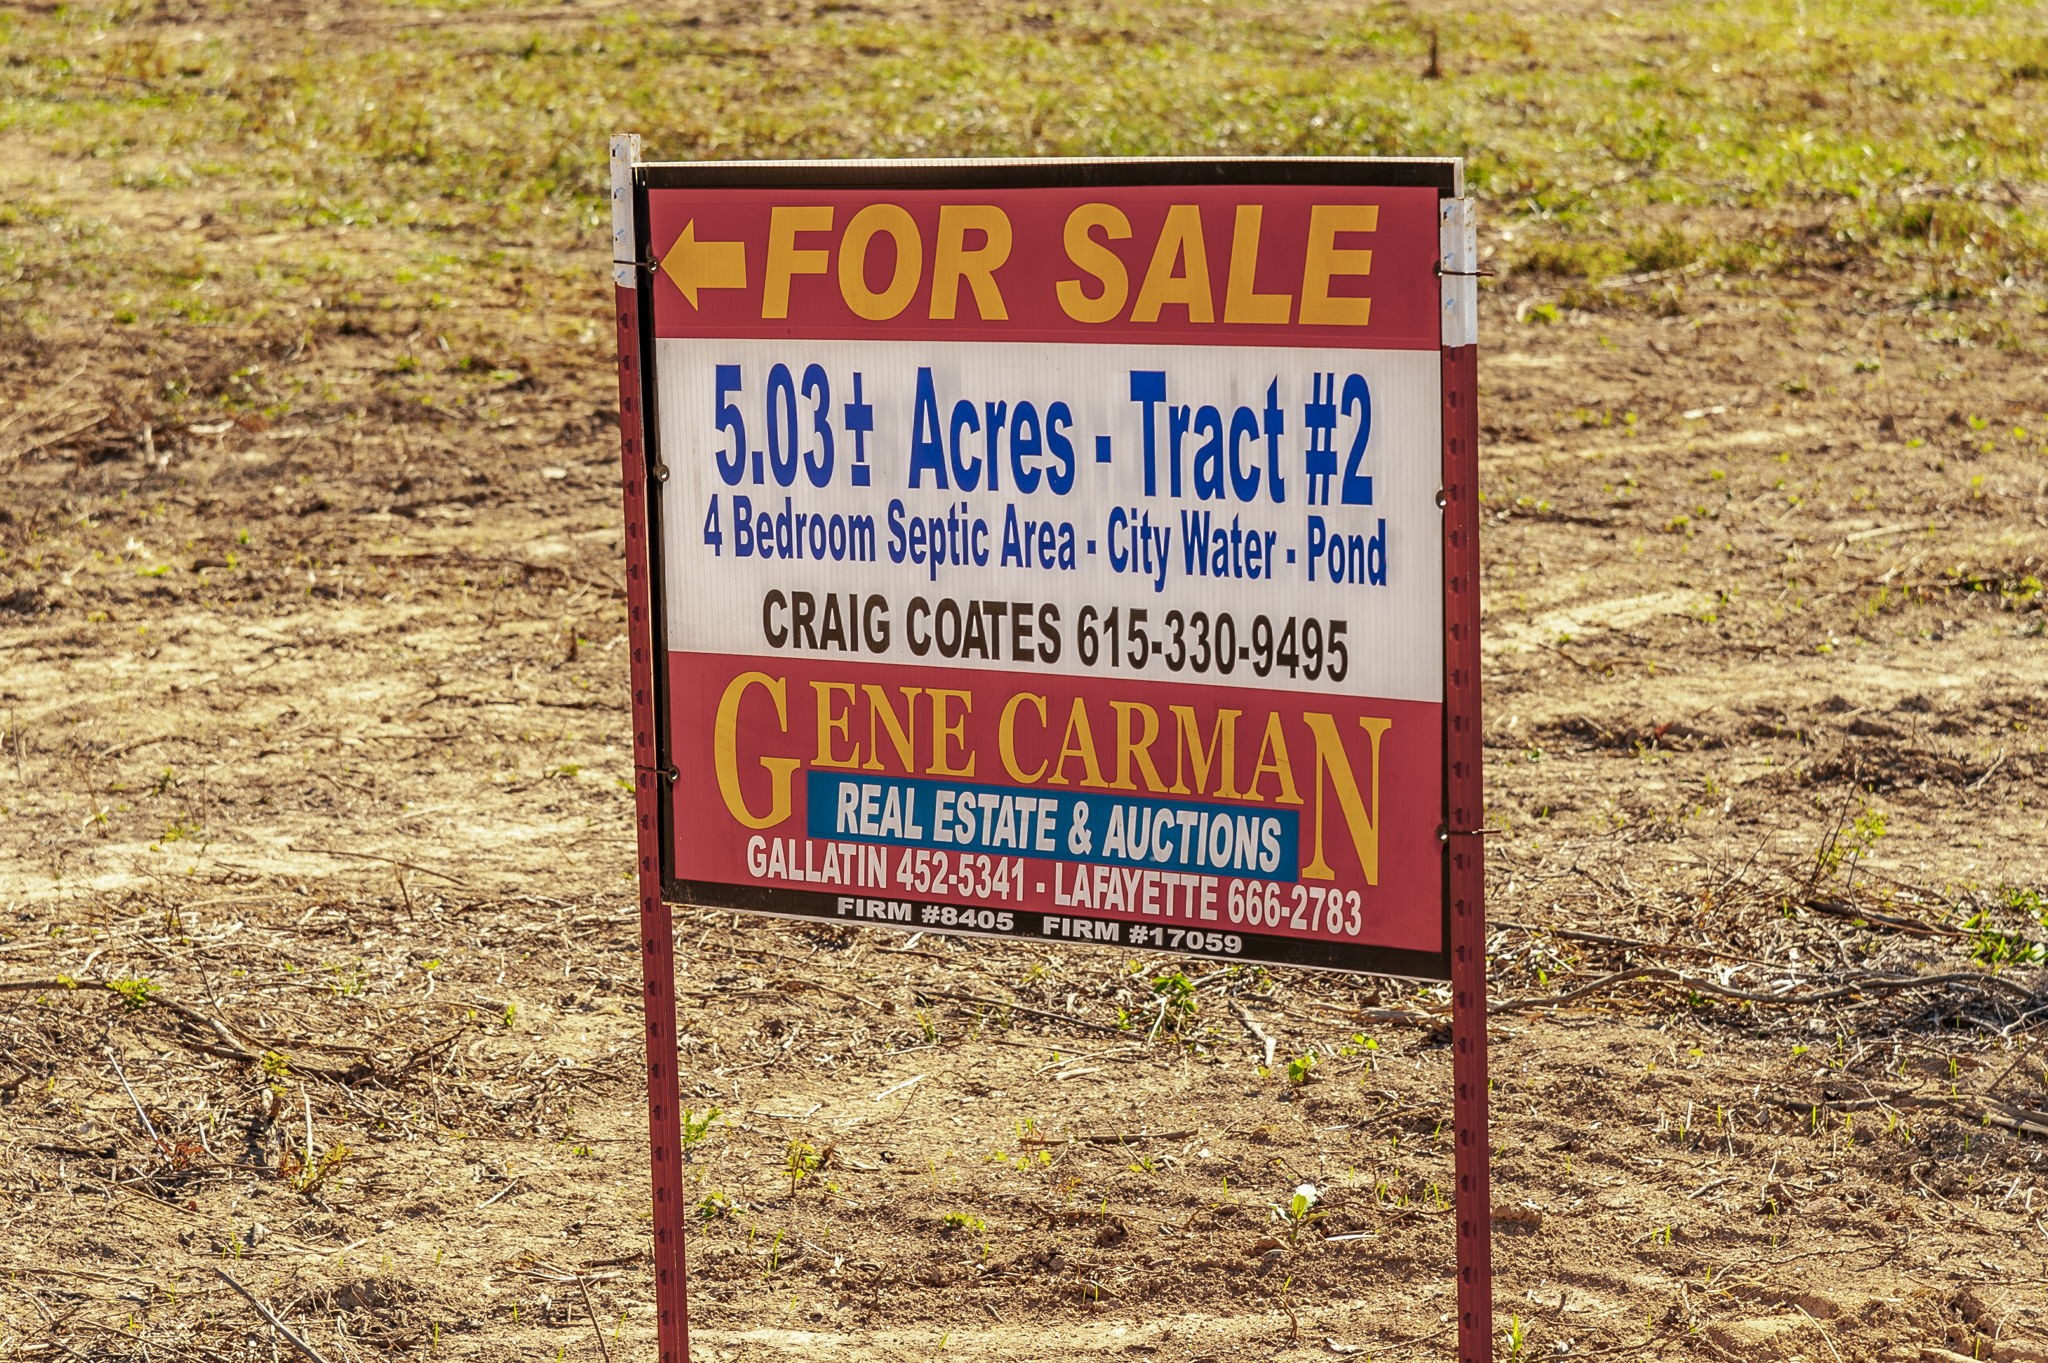 FOR SALE
5.03± Acres - Tract #2
4 Bedroom Septic Area - City Water - Pond
CRAIG COATES 615-330-9495
GENE CARMAN
REAL ESTATE & AUCTIONS
GALLATIN 452-5341 · LAFAYETTE 666-2783
FIRM #8405 FIRM #17059